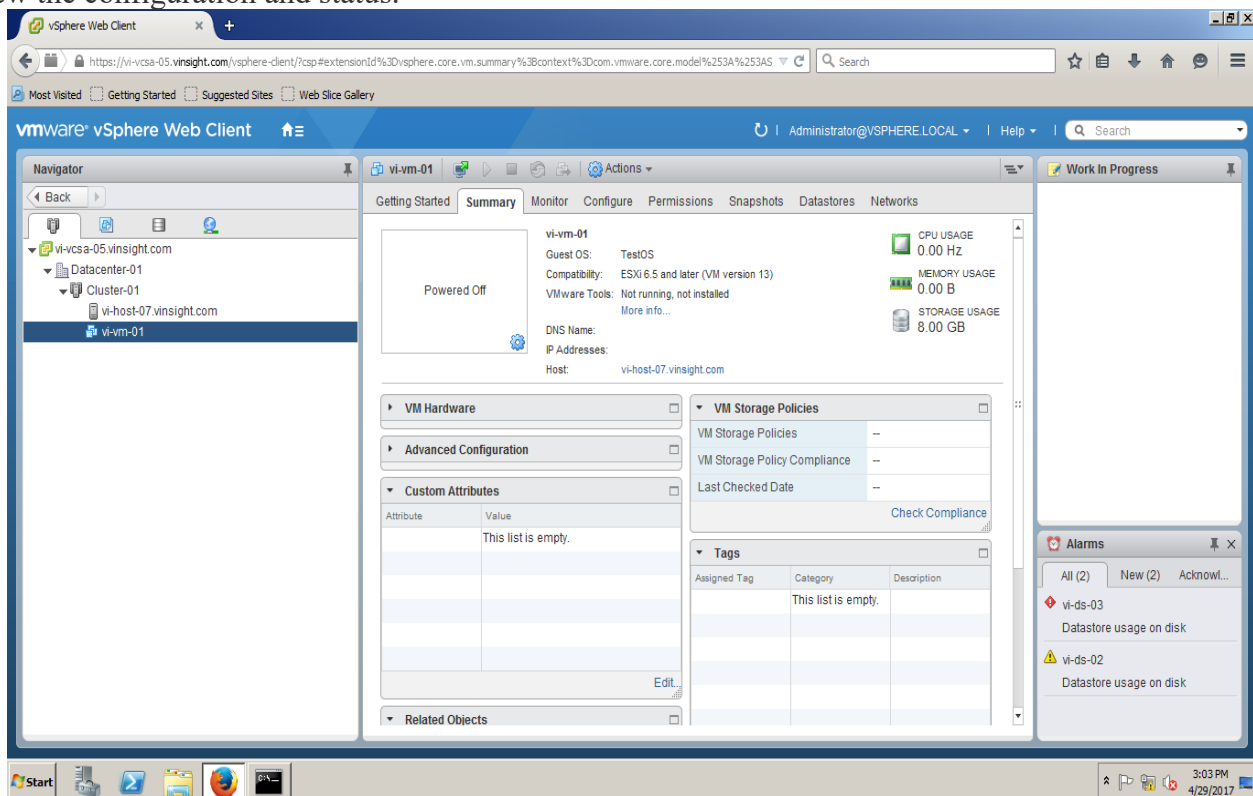 ow the configuration and status.
vSphere Web Client × +
https://vi-vcsa-05.vinsight.com/vsphere-client/?csp#extensionId%3Dvsphere.core.vm.summary%3Bcontext%3Dcom.vmware.core.model%253A%253AS Search
Most Visited Getting Started Suggested Sites Web Slice Gallery
vmware® vSphere Web Client Administrator@VSPHERE.LOCAL Help Search
Navigator
Back
vi-vcsa-05.vinsight.com
Datacenter-01
Cluster-01
vi-host-07.vinsight.com
vi-vm-01
vi-vm-01 Actions
Getting Started Summary Monitor Configure Permissions Snapshots Datastores Networks
Powered Off
vi-vm-01
Guest OS: TestOS
Compatibility: ESXi 6.5 and later (VM version 13)
VMware Tools: Not running, not installed
More info...
DNS Name:
IP Addresses:
Host: vi-host-07.vinsight.com
CPU USAGE
0.00 HZ
MEMORY USAGE
0.00 B
STORAGE USAGE
8.00 GB
VM Hardware
Advanced Configuration
Custom Attributes
Attribute Value
This list is empty.
Edit...
Related Objects
VM Storage Policies
VM Storage Policies --
VM Storage Policy Compliance --
Last Checked Date --
Check Compliance
Tags
Assigned Tag Category Description
This list is empty.
Work In Progress
Alarms
All (2) New (2) Acknowl...
vi-ds-03
Datastore usage on disk
vi-ds-02
Datastore usage on disk
Start
C:\_
3:03 PM
4/29/2017